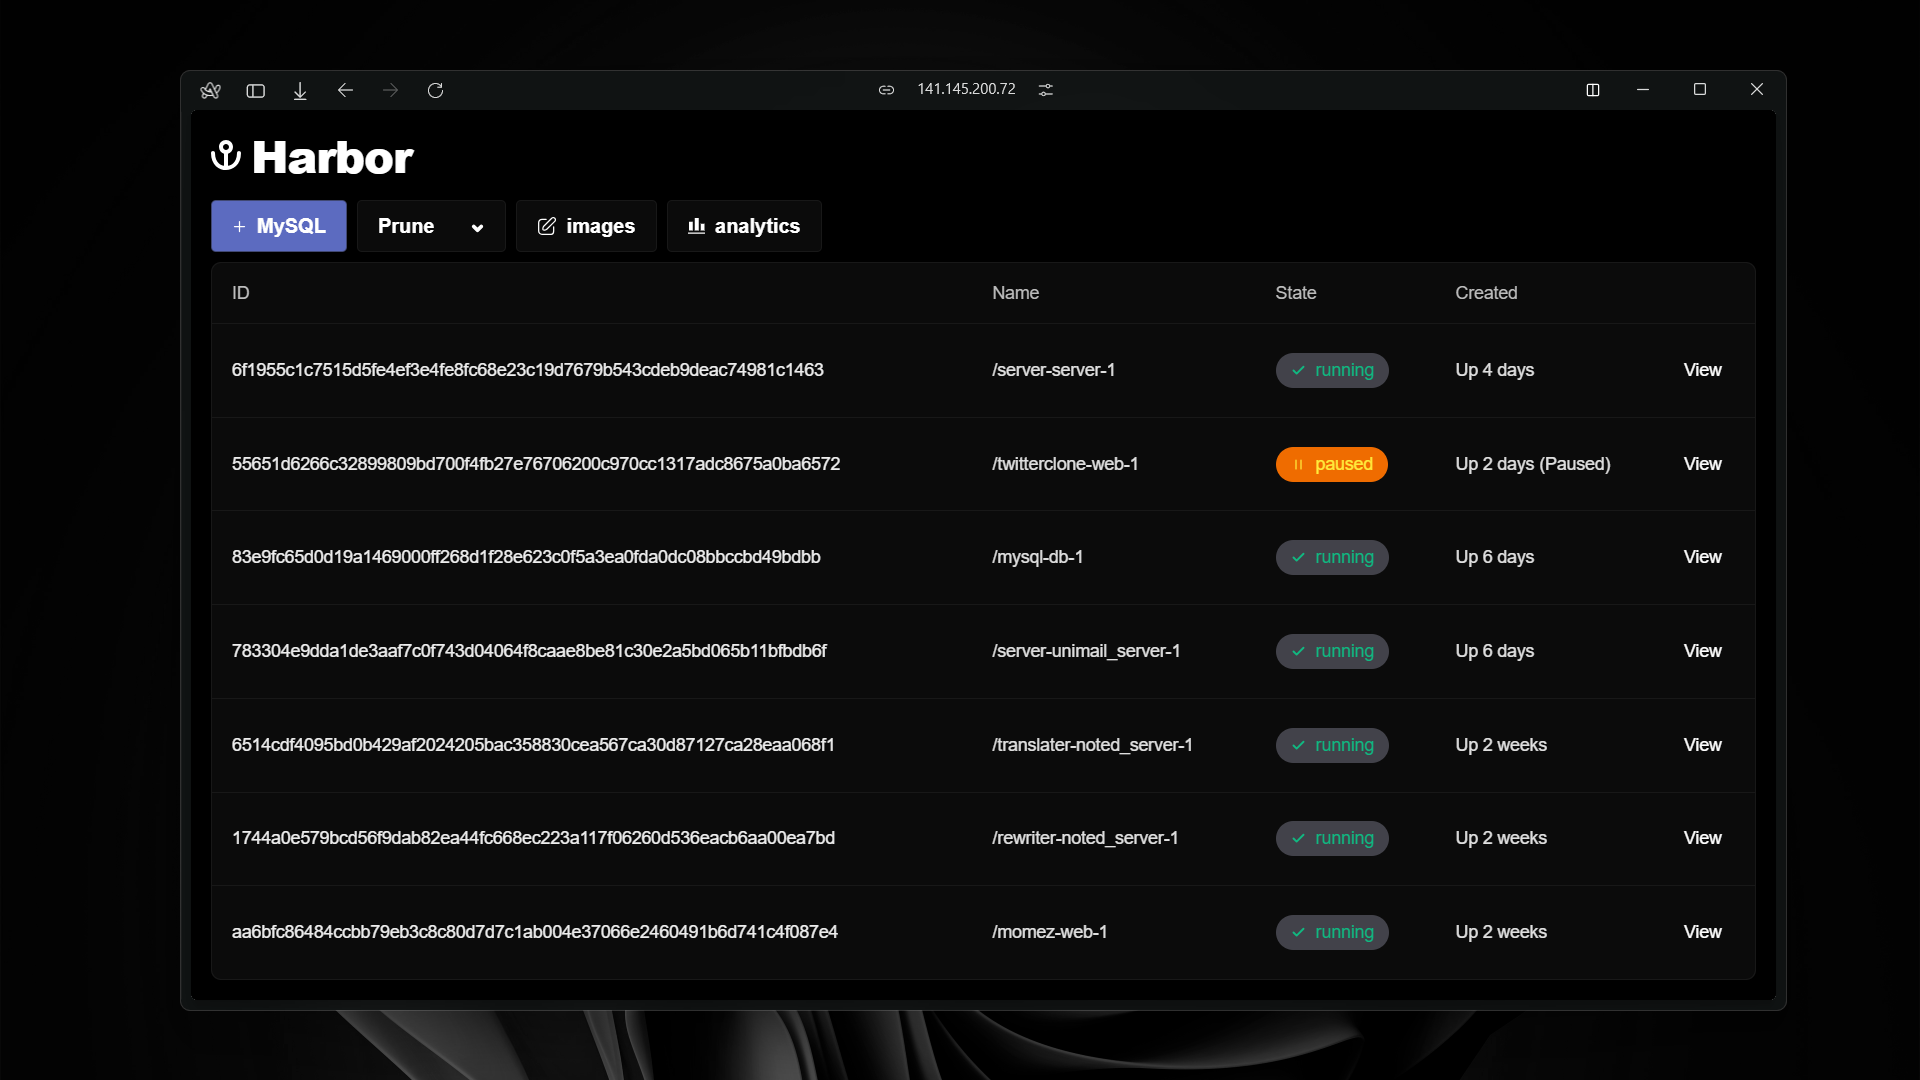 141.145.200.72
Harbor
MySQL Prune images analytics
ID Name State Created
6f1955c1c7515d5fe4ef3e4fe8fc68e23c19d7679b543cdeb9deac74981c1463 /server-server-1 running Up 4 days View
55651d6266c32899809bd700f4fb27e76706200c970cc1317adc8675a0ba6572 /twitterclone-web-1 paused Up 2 days (Paused) View
83e9fc65d0d19a1469000ff268d1f28e623c0f5a3ea0fda0dc08bbccbd49bdbb /mysql-db-1 running Up 6 days View
783304e9dda1de3aaf7c0f743d04064f8caae8be81c30e2a5bd065b11bfbdb6f /server-unimail_server-1 running Up 6 days View
6514cdf4095bd0b429af2024205bac358830cea567ca30d87127ca28eaa068f1 /translater-noted_server-1 running Up 2 weeks View
1744a0e579bcd56f9dab82ea44fc668ec223a117f06260d536eacb6aa00ea7bd /rewriter-noted_server-1 running Up 2 weeks View
aa6bfc86484ccbb79eb3c8c80d7d7c1ab004e37066e2460491b6d741c4f087e4 /momez-web-1 running Up 2 weeks View